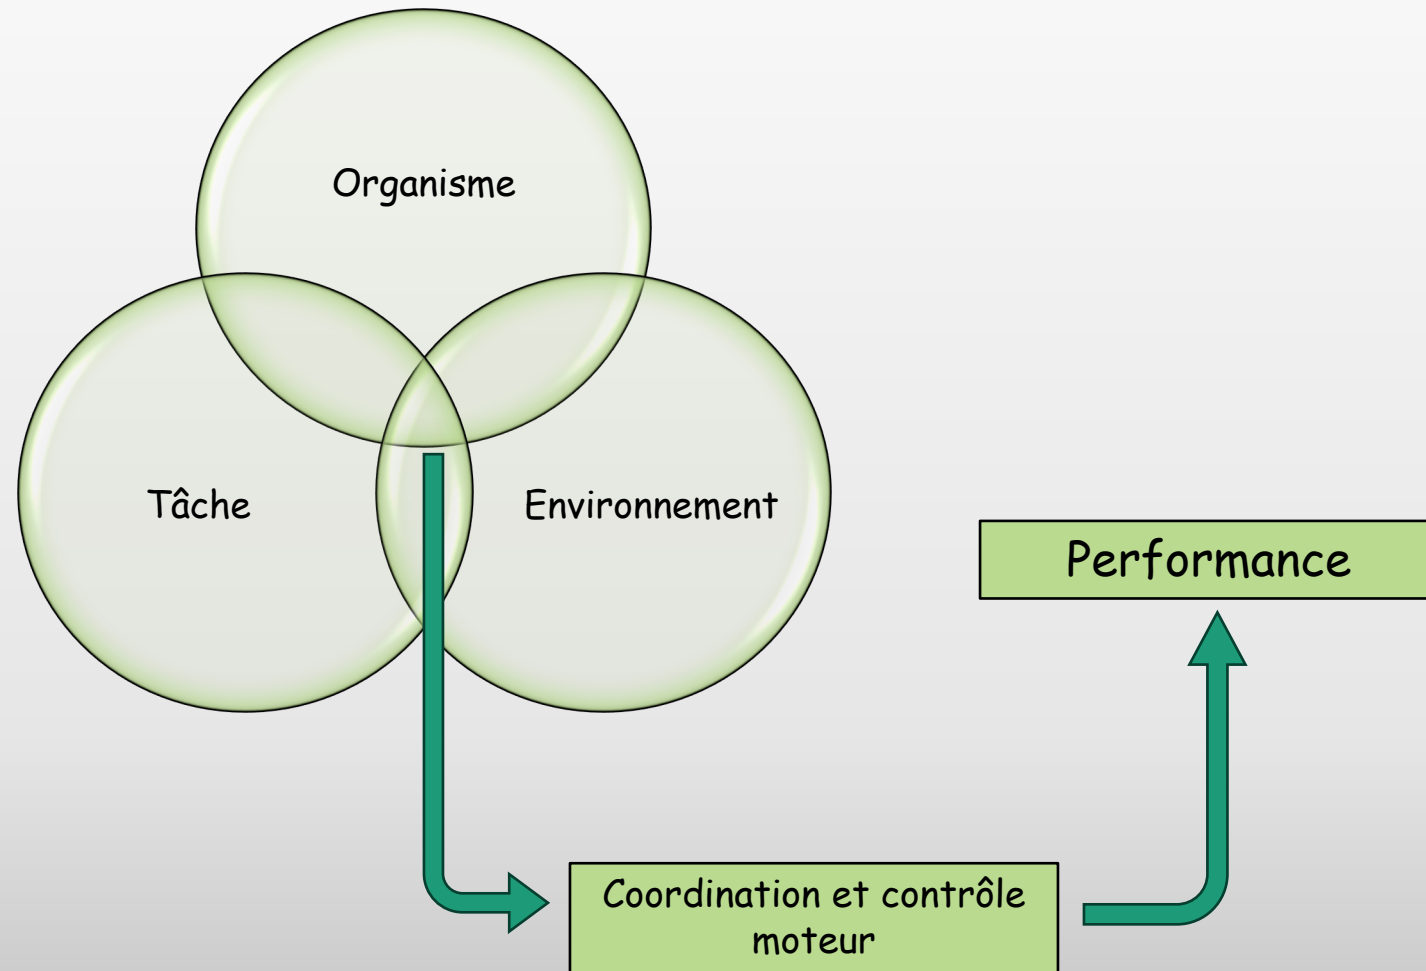 Organisme
Tâche
Environnement
Performance
Coordination et contrôle
moteur